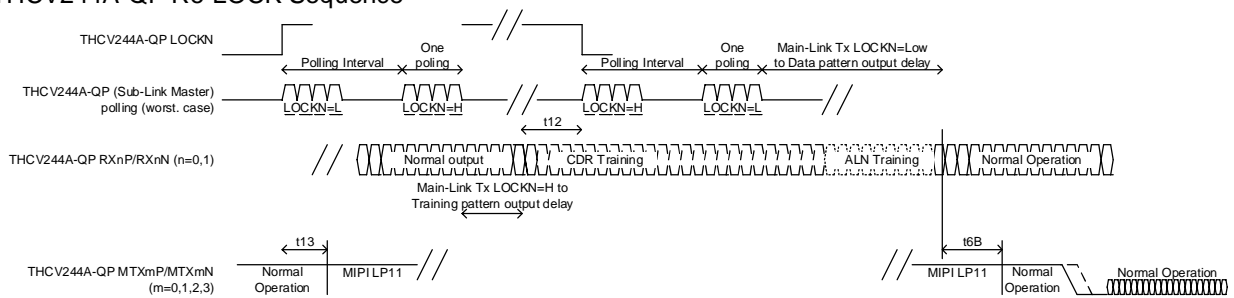 THCV244A-QP Re-LOCK Sequence
THCV244A-QP LOCKN
Polling Interval
One
poling
Polling Interval
One
poling
Main-Link Tx LOCKN=Low
to Data pattern output delay
THCV244A-QP (Sub-Link Master)
polling (worst. case)
LOCKN=L
LOCKN=H
LOCKN=H
LOCKN=L
t12
THCV244A-QP RXnP/RXnN (n=0,1)
Normal output
CDR Training
ALN Training
Normal Operation
Main-Link Tx LOCKN=H to
Training pattern output delay
t13
t6B
THCV244A-QP MTXmP/MTXmN
(m=0,1,2,3)
Normal
Operation
MIPI LP11
MIPI LP11
Normal
Operation
Normal Operation